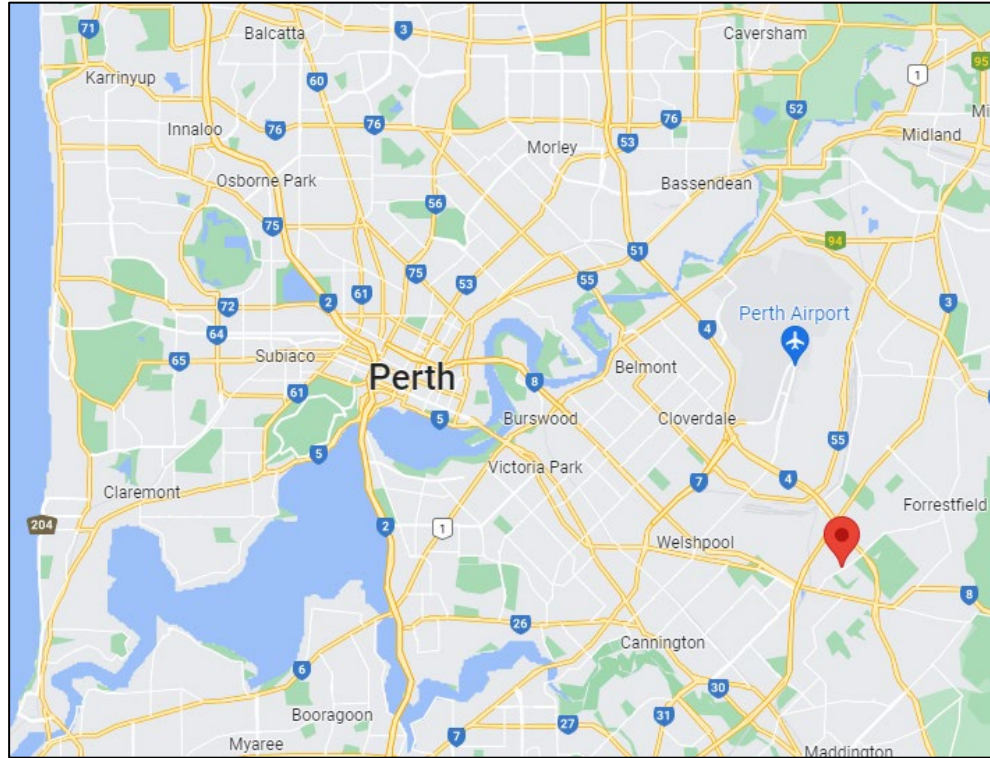 71
Balcatta
3
Caversham
Karrinyup
60
1
95
52
Innaloo
76
76
76
Mi
Midland
Morley
53
Osborne Park
Bassendean
56
75
51
94
75
53
55
61
2
72
4
3
Perth Airport
64
65
Subiaco
Perth
8
Belmont
61
5
Burswood
Cloverdale
55
5
Victoria Park
7
4
Claremont
Forrestfield
204
2
1
Welshpool
8
26
Cannington
6
30
Booragoon
31
27
7
Myaree
Maddington